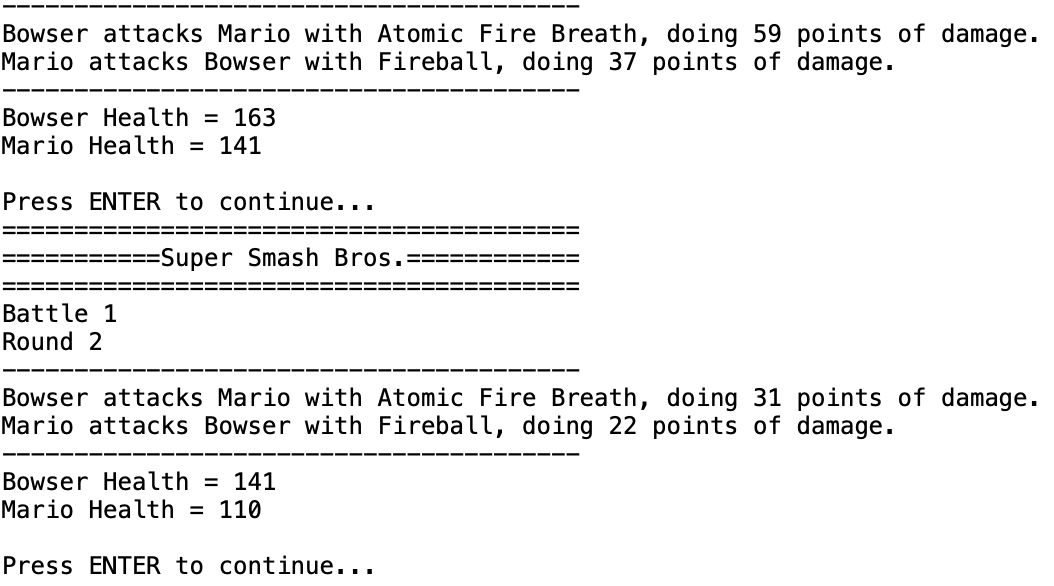 ----------------------------------------
Bowser attacks Mario with Atomic Fire Breath, doing 59 points of damage.
Mario attacks Bowser with Fireball, doing 37 points of damage.
----------------------------------------
Bowser Health = 163
Mario Health = 141

Press ENTER to continue...
========================================
===========Super Smash Bros.============
========================================
Battle 1
Round 2
----------------------------------------
Bowser attacks Mario with Atomic Fire Breath, doing 31 points of damage.
Mario attacks Bowser with Fireball, doing 22 points of damage.
----------------------------------------
Bowser Health = 141
Mario Health = 110

Press ENTER to continue...